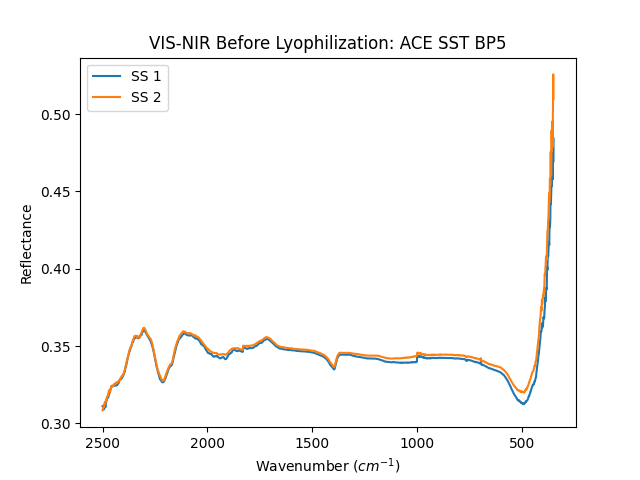 VIS-NIR Before Lyophilization: ACE SST BP5
SS 1
SS 2
0.50
0.45
0.40
0.35
0.30
Reflectance
2500 2000 1500 1000 500
Wavenumber (cm⁻¹)